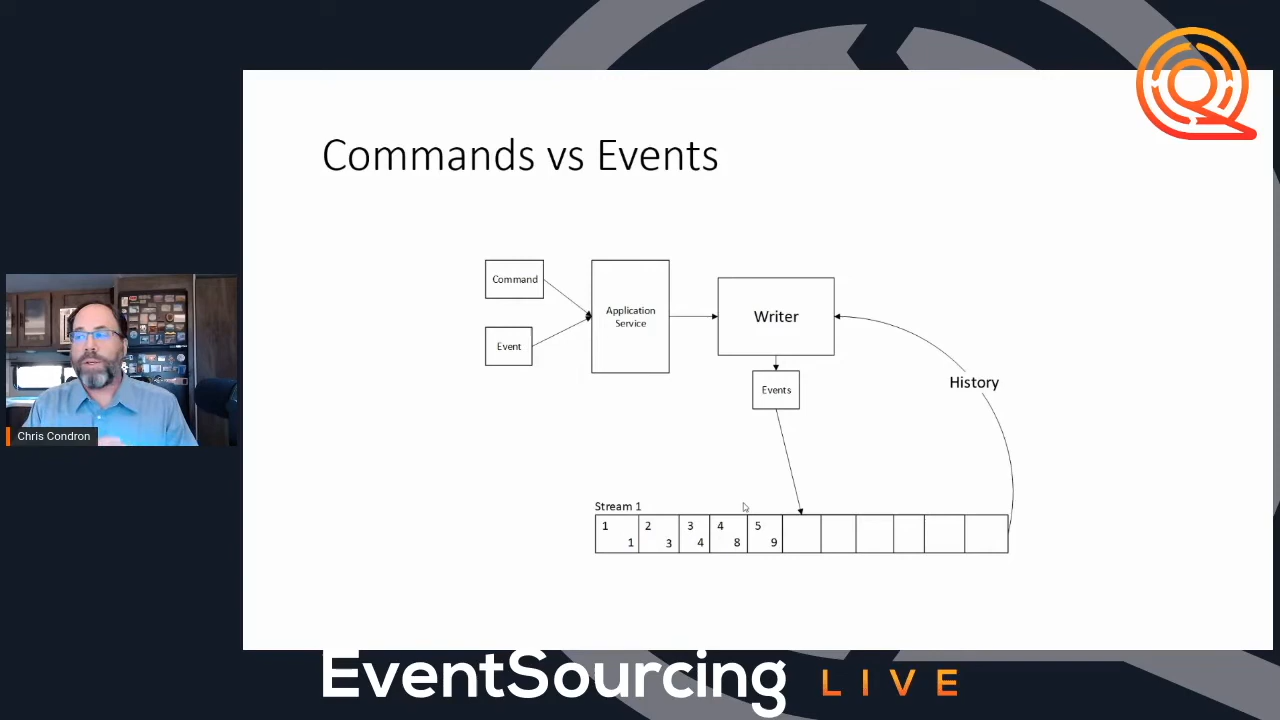 Commands vs Events
Command
Event
Application
Service
Writer
Events
History
Stream 1
1 2 3 4 5
1 3 4 8 9
Chris Condron
EventSourcing LIVE